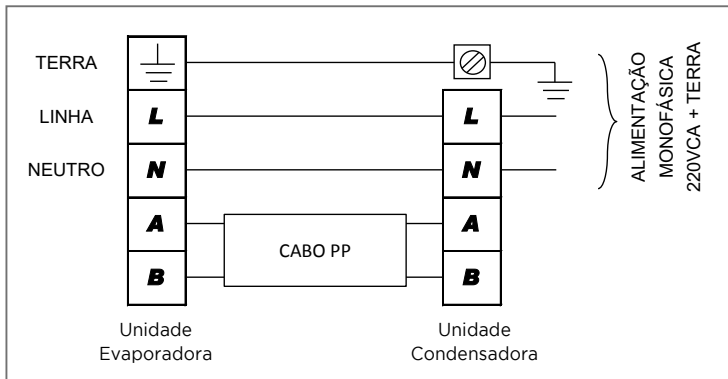 TERRA
LINHA
NEUTRO
L
N
A
B
CABO PP
L
N
A
B
ALIMENTAÇÃO
MONOFÁSICA
220VCA + TERRA
Unidade
Evaporadora
Unidade
Condensadora